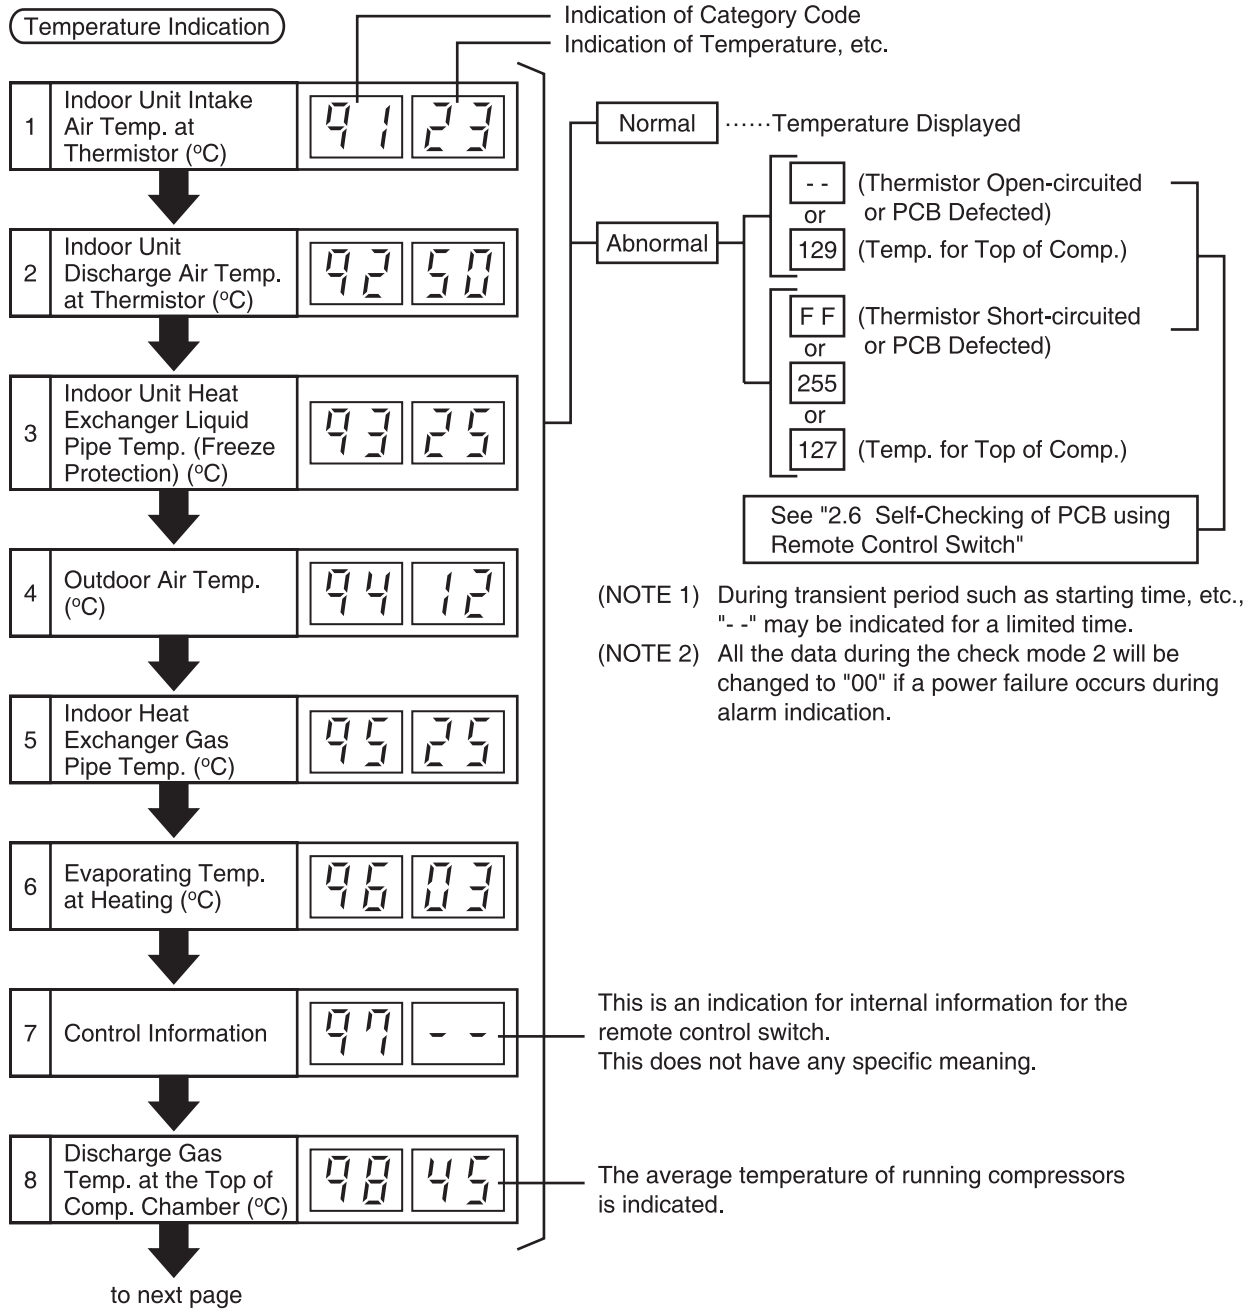 Temperature Indication
Indication of Category Code
Indication of Temperature, etc.
1
Indoor Unit Intake
Air Temp. at
Thermistor (ºC)
91 23
2
Indoor Unit
Discharge Air Temp.
at Thermistor (ºC)
92 50
3
Indoor Unit Heat
Exchanger Liquid
Pipe Temp. (Freeze
Protection) (ºC)
93 25
4
Outdoor Air Temp.
(ºC)
94 12
5
Indoor Heat
Exchanger Gas
Pipe Temp. (ºC)
95 25
6
Evaporating Temp.
at Heating (ºC)
96 03
7
Control Information
97 - -
8
Discharge Gas
Temp. at the Top of
Comp. Chamber (ºC)
98 45
to next page
Normal ······Temperature Displayed
Abnormal
- - (Thermistor Open-circuited
or PCB Defected)
or
129 (Temp. for Top of Comp.)
F F (Thermistor Short-circuited
or PCB Defected)
or
255
or
127 (Temp. for Top of Comp.)
See "2.6 Self-Checking of PCB using
Remote Control Switch"
(NOTE 1) During transient period such as starting time, etc.,
"- -" may be indicated for a limited time.
(NOTE 2) All the data during the check mode 2 will be
changed to "00" if a power failure occurs during
alarm indication.
This is an indication for internal information for the
remote control switch.
This does not have any specific meaning.
The average temperature of running compressors
is indicated.